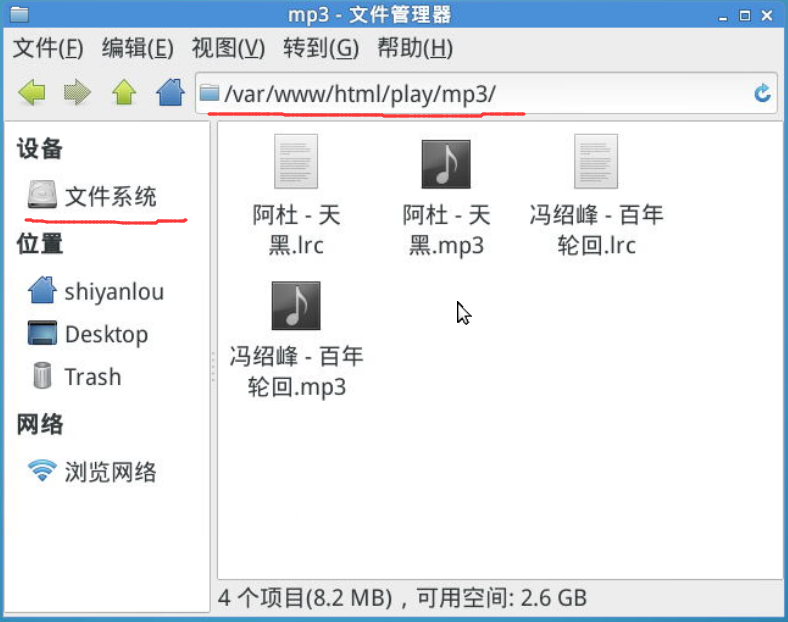 mp3 - 文件管理器
文件(F) 编辑(E) 视图(V) 转到(G) 帮助(H)
/var/www/html/play/mp3/
设备
文件系统
位置
shiyanlou
Desktop
Trash
网络
浏览网络
阿杜 - 天
黑.lrc
阿杜 - 天
黑.mp3
冯绍峰 - 百年
轮回.lrc
冯绍峰 - 百年
轮回.mp3
4 个项目(8.2 MB)，可用空间: 2.6 GB